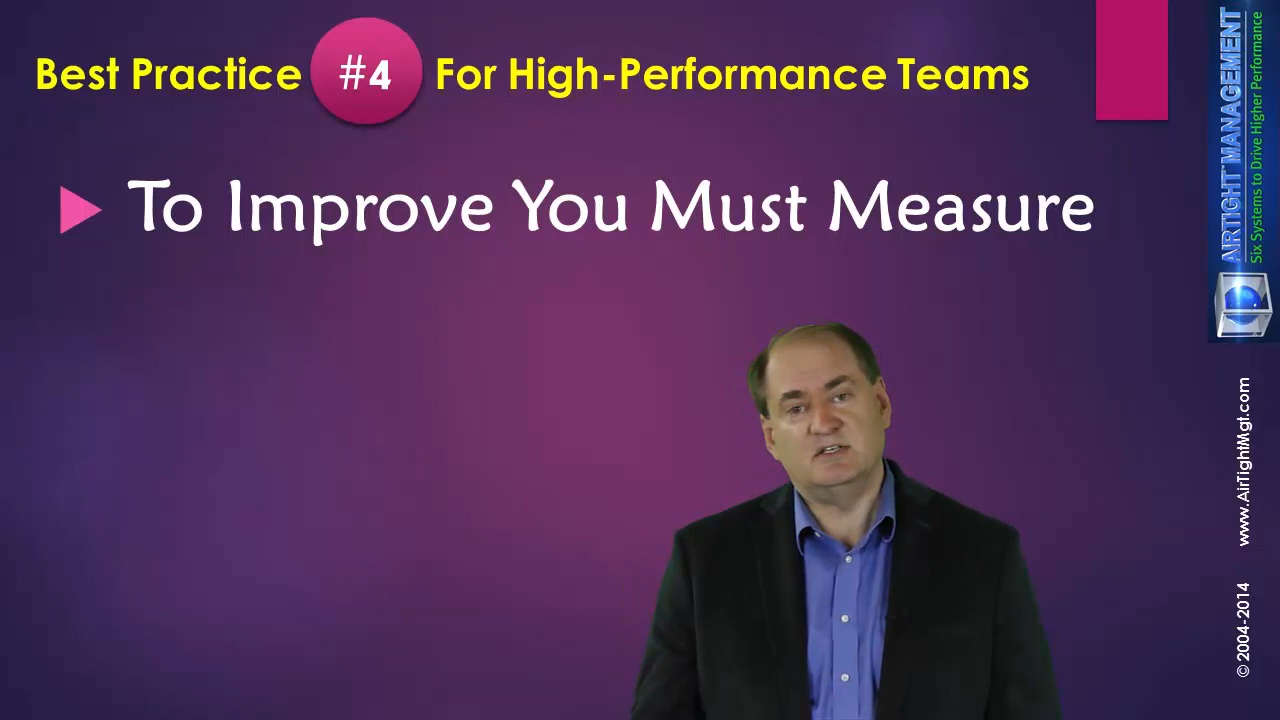 Best Practice #4 For High-Performance Teams
To Improve You Must Measure
AIRTIGHT MANAGEMENT
Six Systems to Drive Higher Performance
© 2004-2014 www.AirTightMgt.com